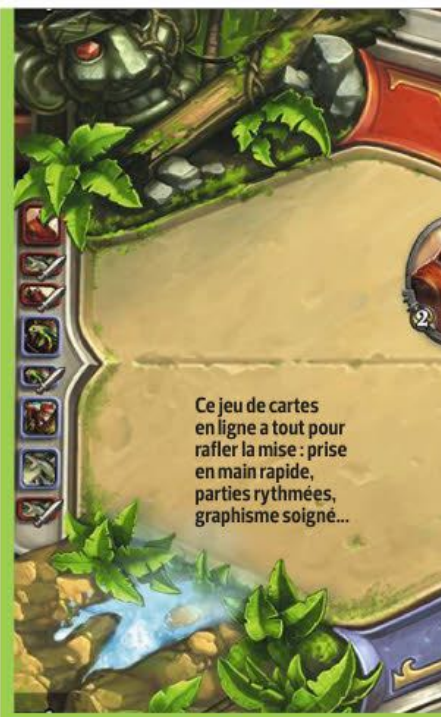 2
Ce jeu de cartes
en ligne a tout pour
rafler la mise : prise
en main rapide,
parties rythmées,
graphisme soigné...